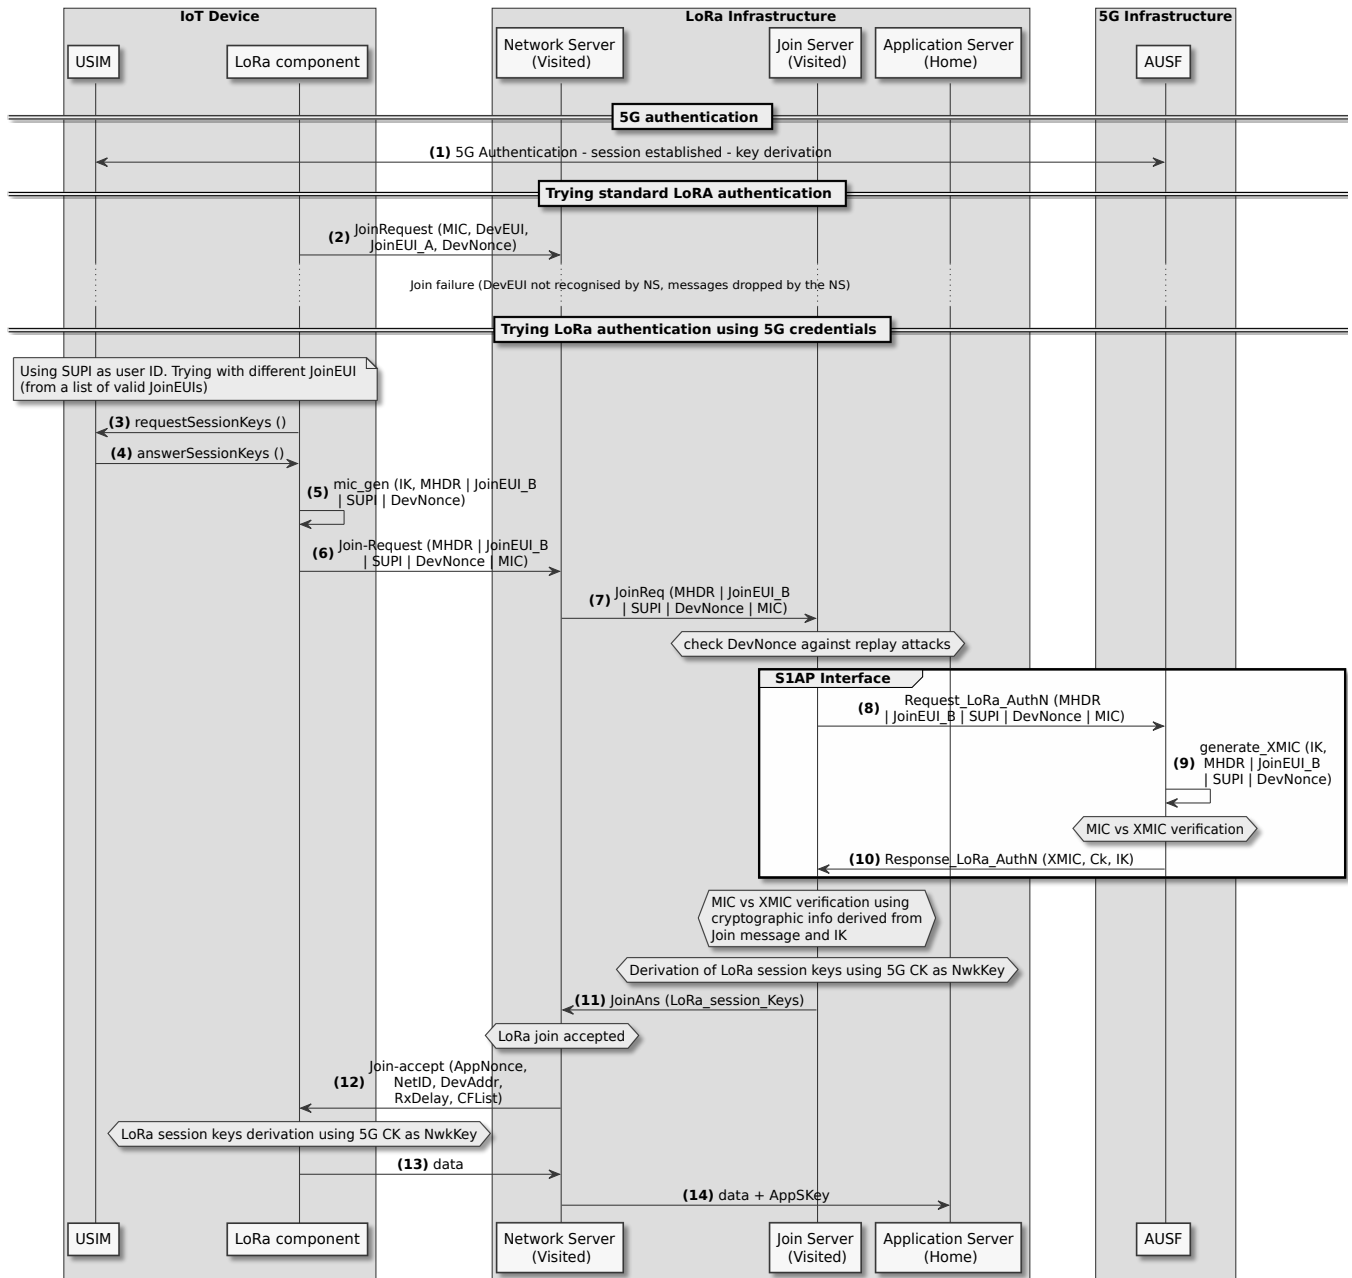 IoT Device
LoRa Infrastructure
5G Infrastructure
USIM
LoRa component
Network Server
(Visited)
Join Server
(Visited)
Application Server
(Home)
AUSF
5G authentication
(1) 5G Authentication - session established - key derivation
Trying standard LoRA authentication
(2) JoinRequest (MIC, DevEUI,
JoinEUI_A, DevNonce)
Join failure (DevEUI not recognised by NS, messages dropped by the NS)
Trying LoRa authentication using 5G credentials
Using SUPI as user ID. Trying with different JoinEUI
(from a list of valid JoinEUIs)
(3) requestSessionKeys ()
(4) answerSessionKeys ()
(5) mic_gen (IK, MHDR | JoinEUI_B
| SUPI | DevNonce)
(6) Join-Request (MHDR | JoinEUI_B
| SUPI | DevNonce | MIC)
(7) JoinReq (MHDR | JoinEUI_B
| SUPI | DevNonce | MIC)
check DevNonce against replay attacks
S1AP Interface
(8) Request_LoRa_AuthN (MHDR
| JoinEUI_B | SUPI | DevNonce | MIC)
(9) generate_XMIC (IK,
MHDR | JoinEUI_B
| SUPI | DevNonce)
MIC vs XMIC verification
(10) Response_LoRa_AuthN (XMIC, Ck, IK)
MIC vs XMIC verification using
cryptographic info derived from
Join message and IK
Derivation of LoRa session keys using 5G CK as NwkKey
(11) JoinAns (LoRa_session_Keys)
LoRa join accepted
(12) Join-accept (AppNonce,
NetID, DevAddr,
RxDelay, CFList)
LoRa session keys derivation using 5G CK as NwkKey
(13) data
(14) data + AppSKey
USIM
LoRa component
Network Server
(Visited)
Join Server
(Visited)
Application Server
(Home)
AUSF